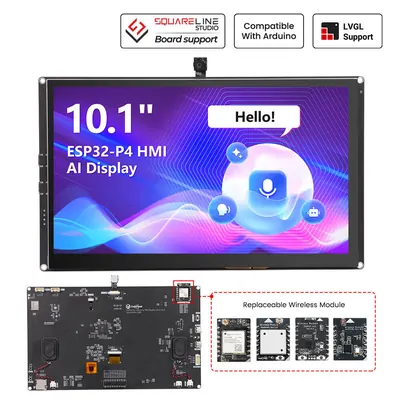 SQUARELINE
STUDIO
Board support
Compatible
With Arduino
LVGL
Support
10.1"
ESP32-P4 HMI
AI Display
Hello!
Replaceable Wireless Module